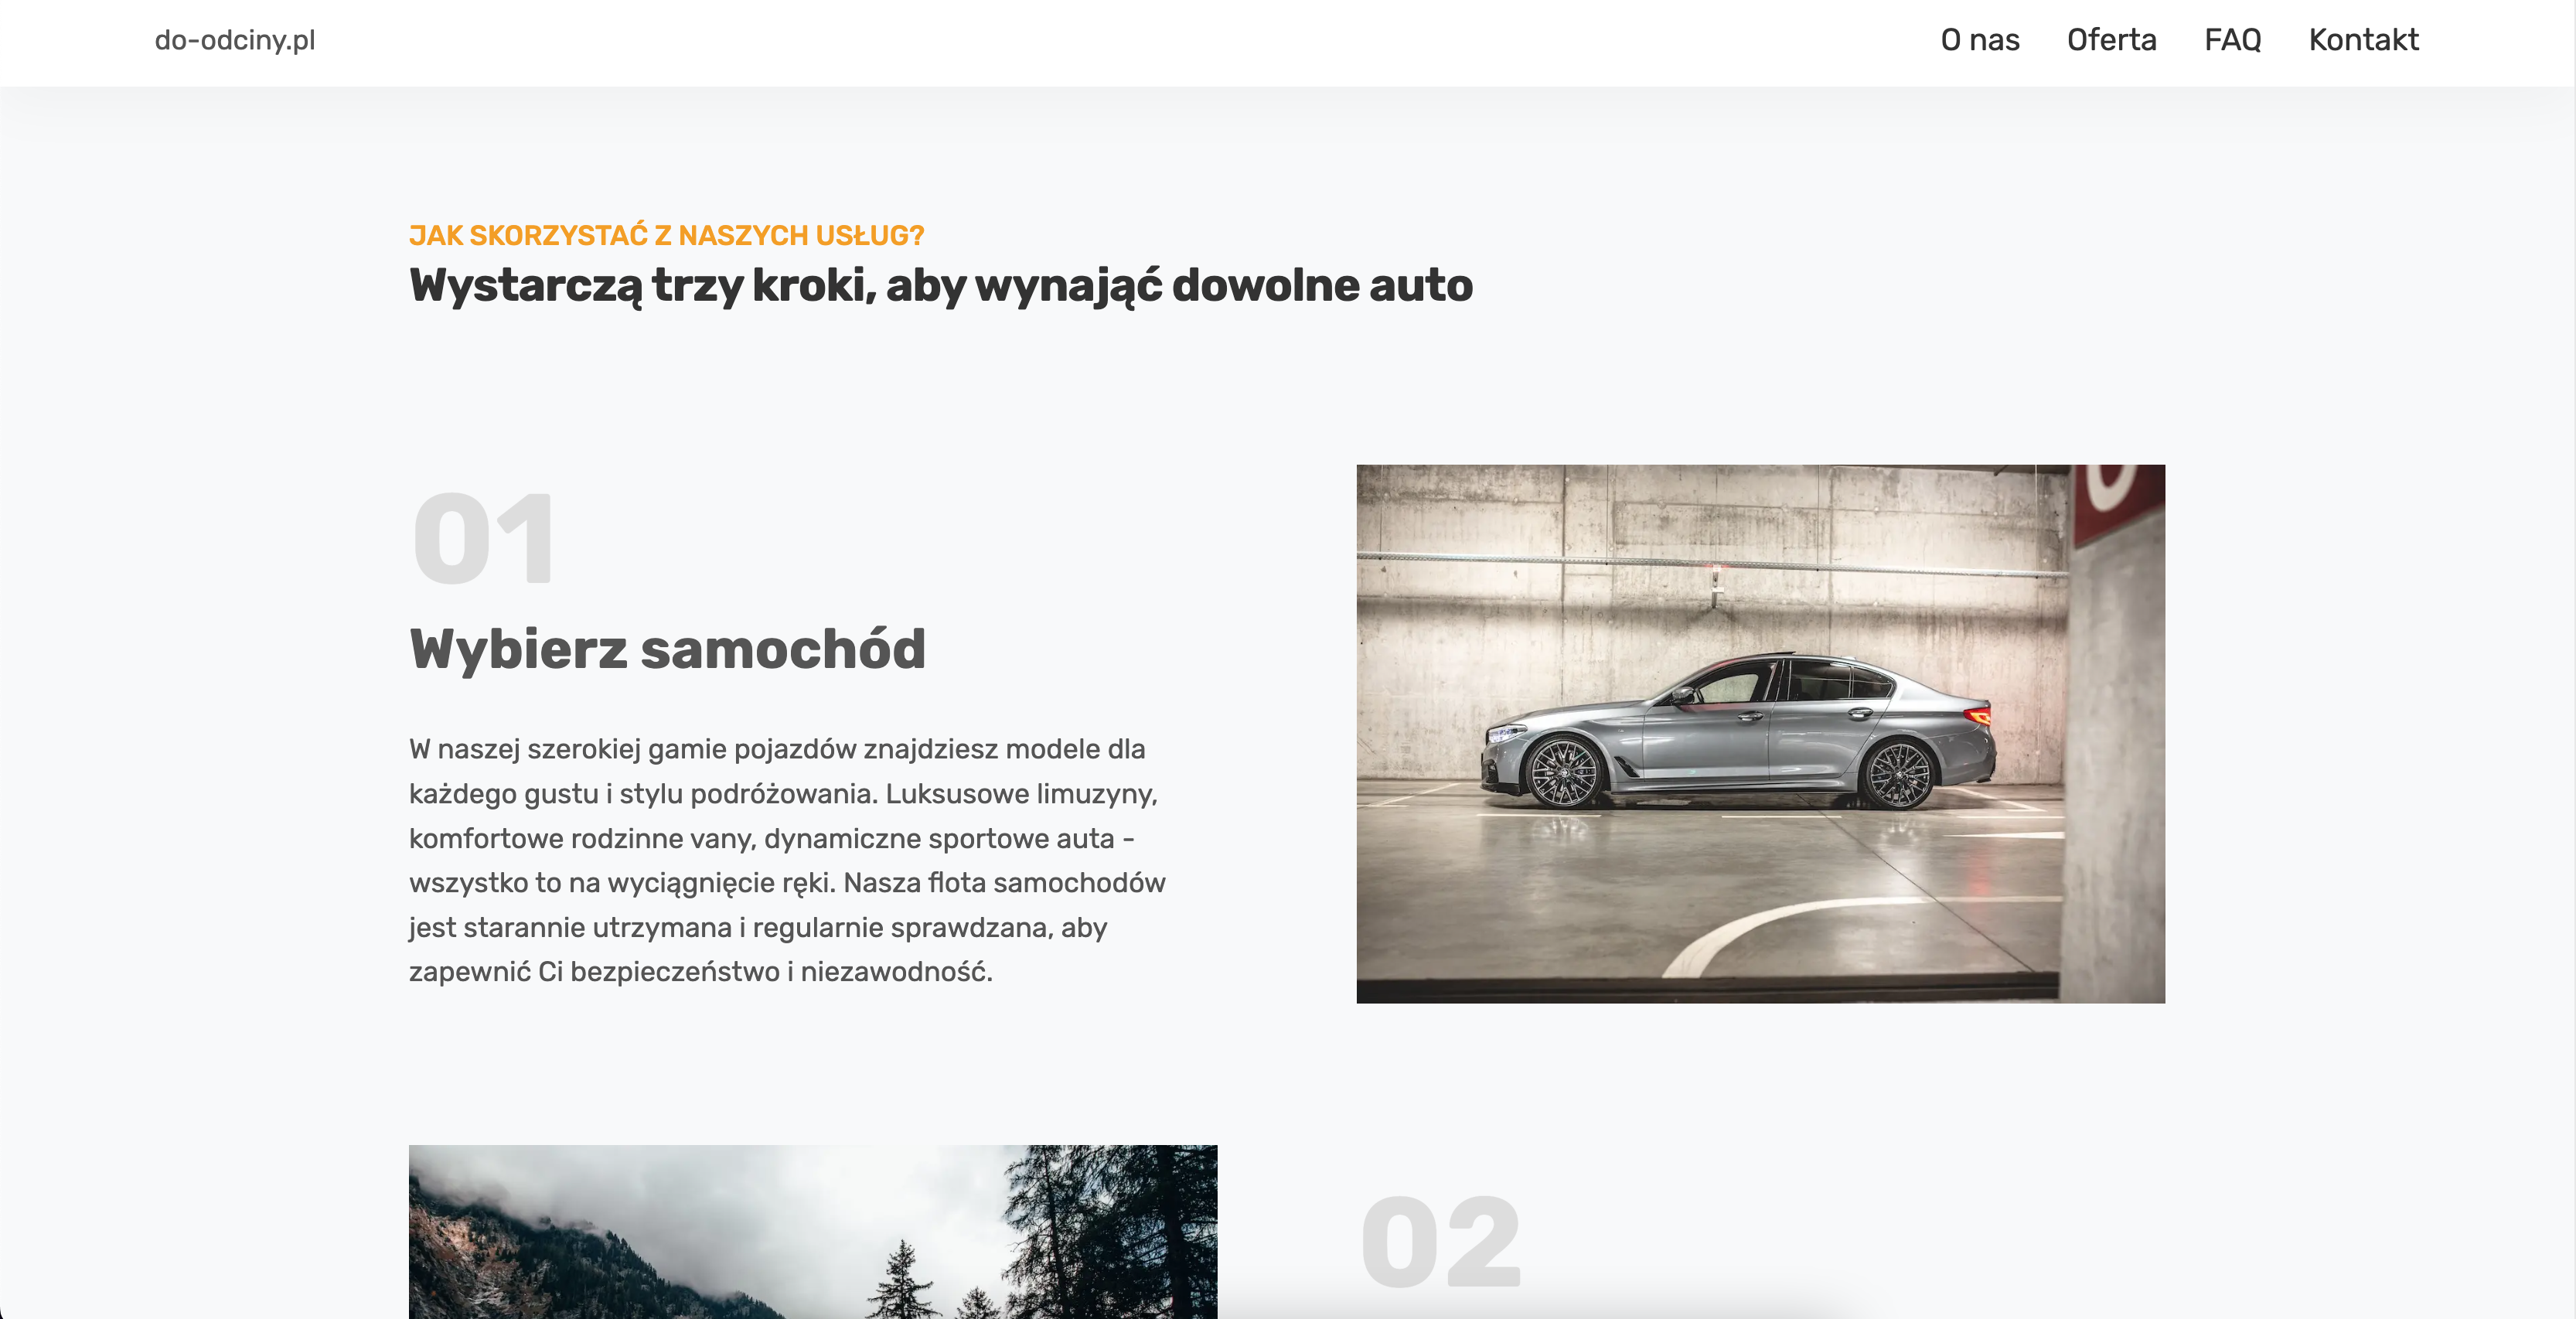 do-odciny.pl
O nas Oferta FAQ Kontakt
JAK SKORZYSTAĆ Z NASZYCH USŁUG?
Wystarczą trzy kroki, aby wynająć dowolne auto
01
Wybierz samochód
W naszej szerokiej gamie pojazdów znajdziesz modele dla
każdego gustu i stylu podróżowania. Luksusowe limuzyny,
komfortowe rodzinne vany, dynamiczne sportowe auta -
wszystko to na wyciągnięcie ręki. Nasza flota samochodów
jest starannie utrzymana i regularnie sprawdzana, aby
zapewnić Ci bezpieczeństwo i niezawodność.
02